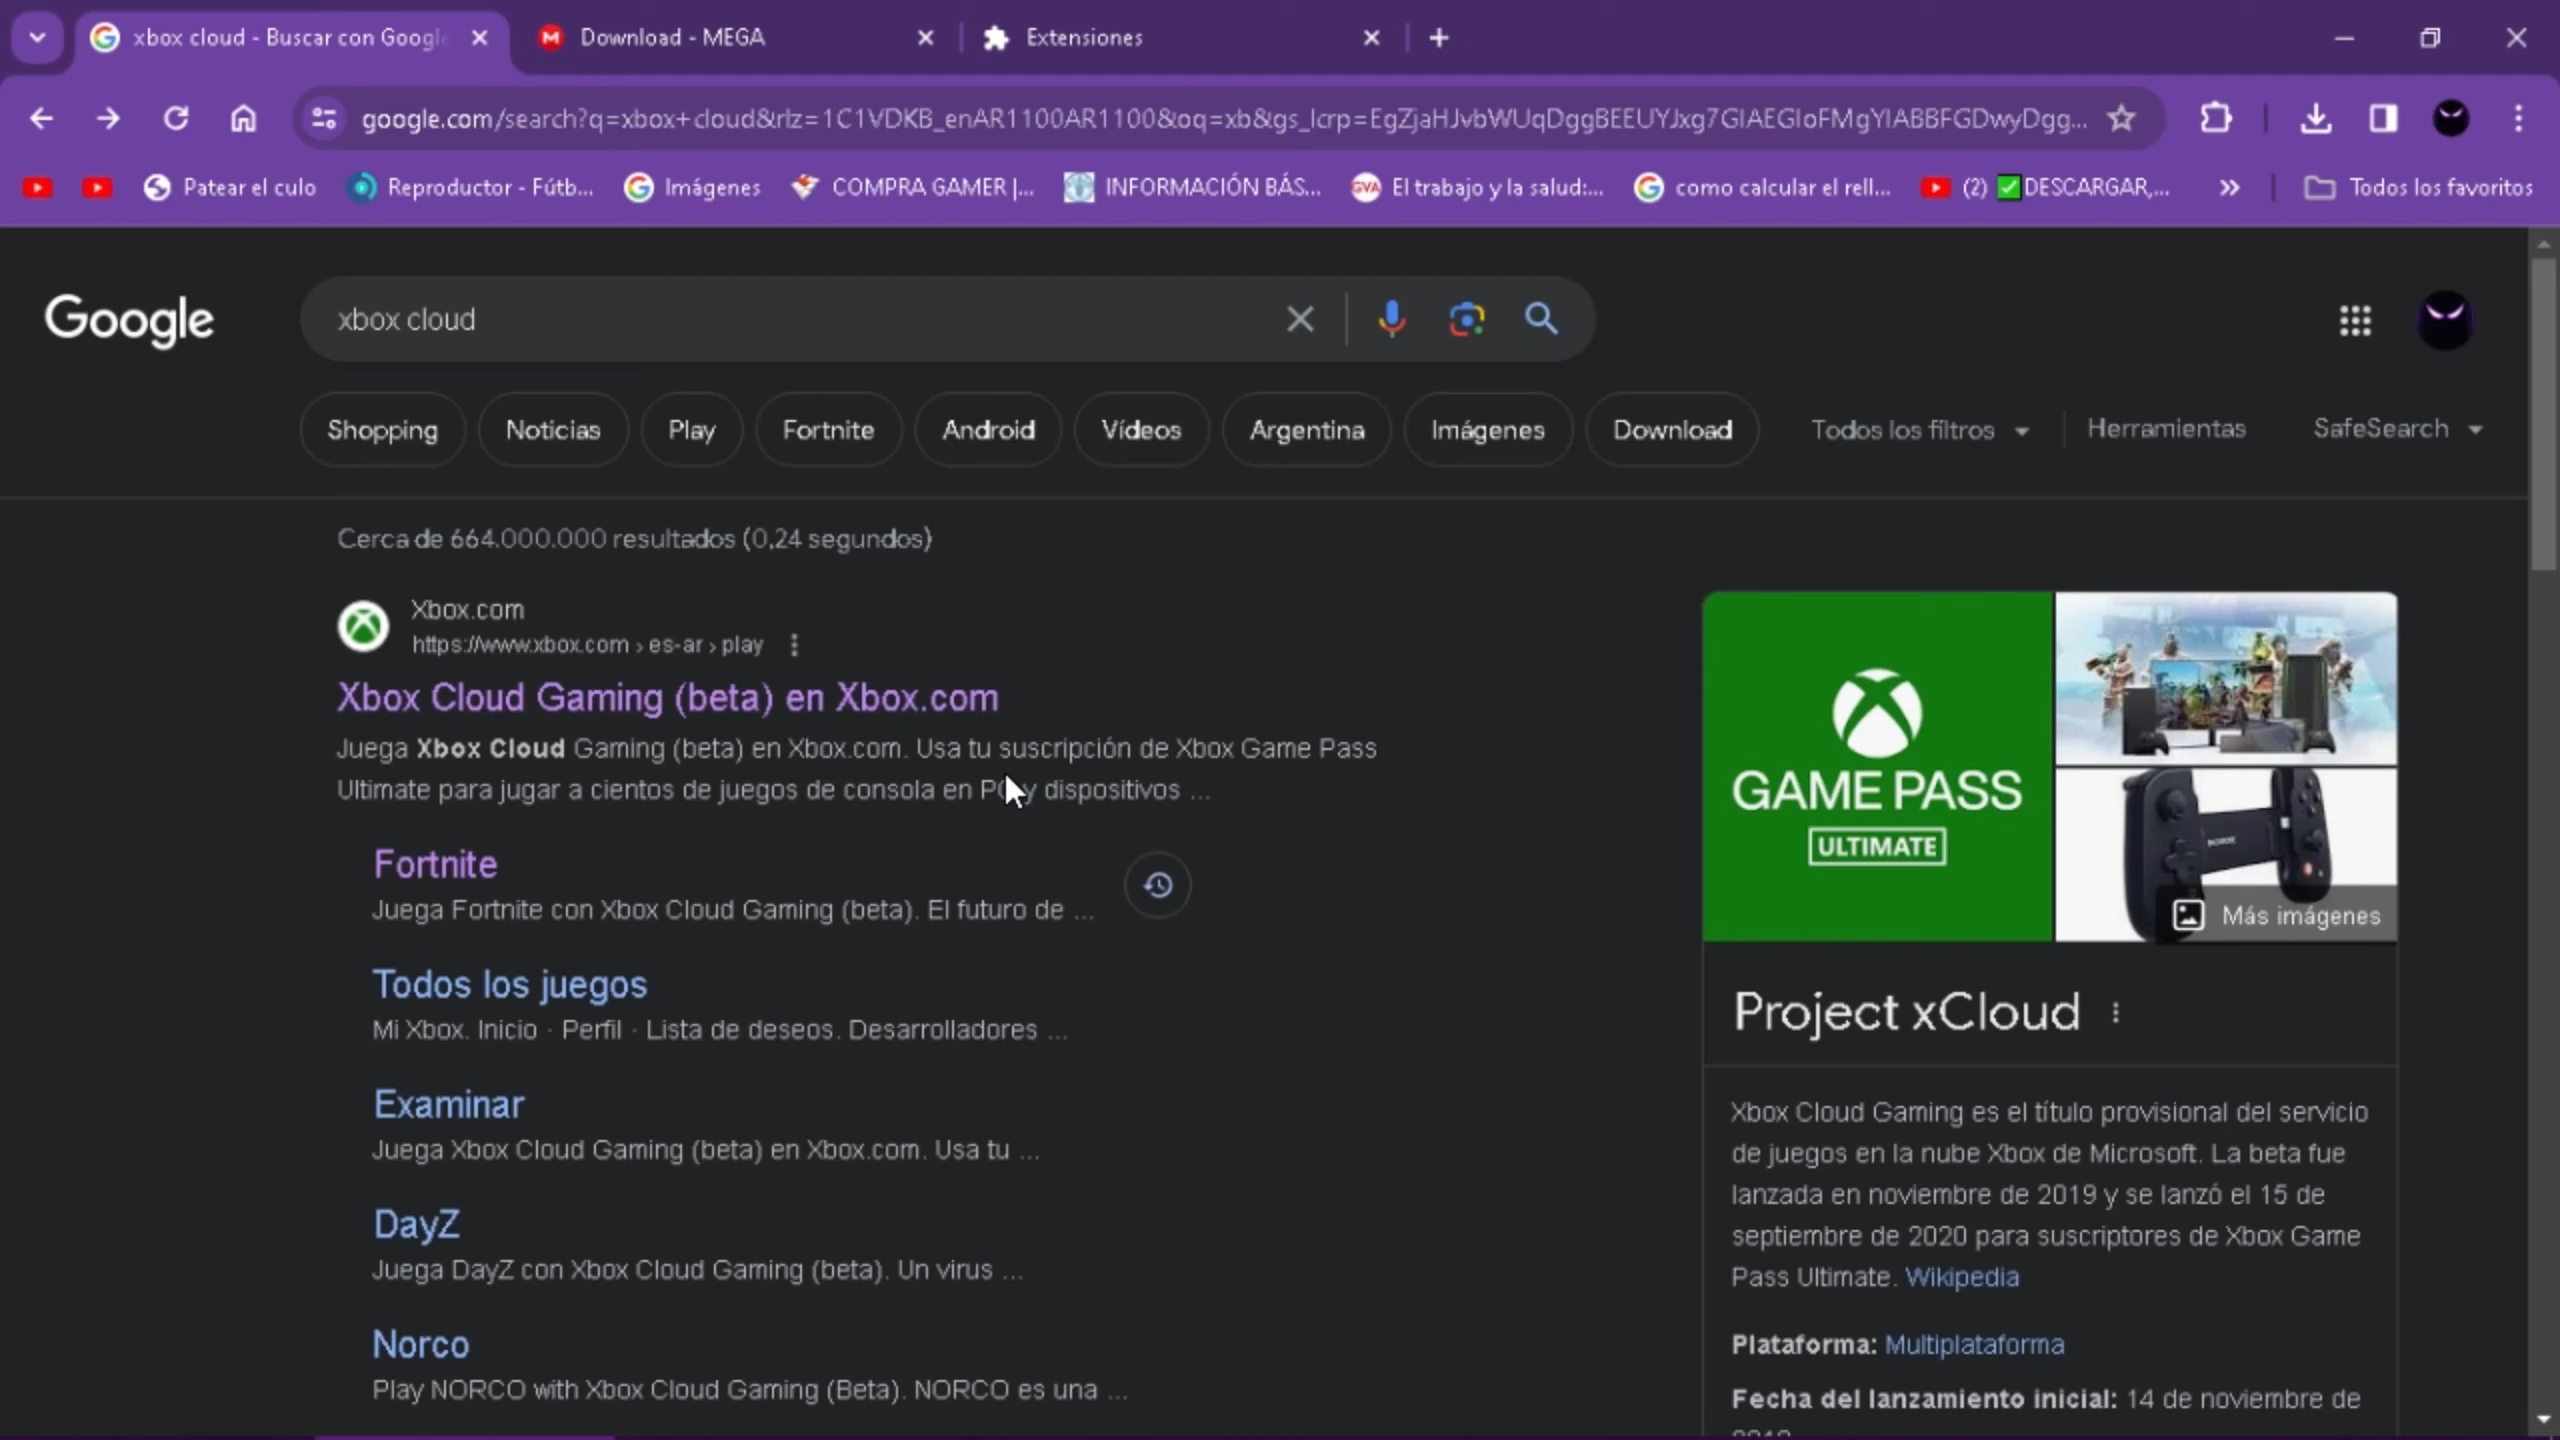 xbox cloud - Buscar con Google
Download - MEGA
Extensiones
google.com/search?q=xbox+cloud&rlz=1C1VDKB_enAR1100AR1100&oq=xb&gs_lcrp=EgZjaHJvbWUqDggBEEUYJxg7GIAEGIoFMgYIABBFGDwyDgg...
Patear el culo
Reproductor - Fútb...
Imágenes
COMPRA GAMER |...
INFORMACIÓN BÁS...
El trabajo y la salud:...
como calcular el rell...
(2) ✅DESCARGAR,...
Todos los favoritos
Google
xbox cloud
Shopping
Noticias
Play
Fortnite
Android
Vídeos
Argentina
Imágenes
Download
Todos los filtros
Herramientas
SafeSearch
Cerca de 664.000.000 resultados (0,24 segundos)
Xbox.com
https://www.xbox.com › es-ar › play
Xbox Cloud Gaming (beta) en Xbox.com
Juega Xbox Cloud Gaming (beta) en Xbox.com. Usa tu suscripción de Xbox Game Pass
Ultimate para jugar a cientos de juegos de consola en PC y dispositivos ...
Fortnite
Juega Fortnite con Xbox Cloud Gaming (beta). El futuro de ...
Todos los juegos
Mi Xbox. Inicio · Perfil · Lista de deseos. Desarrolladores ...
Examinar
Juega Xbox Cloud Gaming (beta) en Xbox.com. Usa tu ...
DayZ
Juega DayZ con Xbox Cloud Gaming (beta). Un virus ...
Norco
Play NORCO with Xbox Cloud Gaming (Beta). NORCO es una ...
GAME PASS
ULTIMATE
Más imágenes
Project xCloud
Xbox Cloud Gaming es el título provisional del servicio
de juegos en la nube Xbox de Microsoft. La beta fue
lanzada en noviembre de 2019 y se lanzó el 15 de
septiembre de 2020 para suscriptores de Xbox Game
Pass Ultimate. Wikipedia
Plataforma: Multiplataforma
Fecha del lanzamiento inicial: 14 de noviembre de